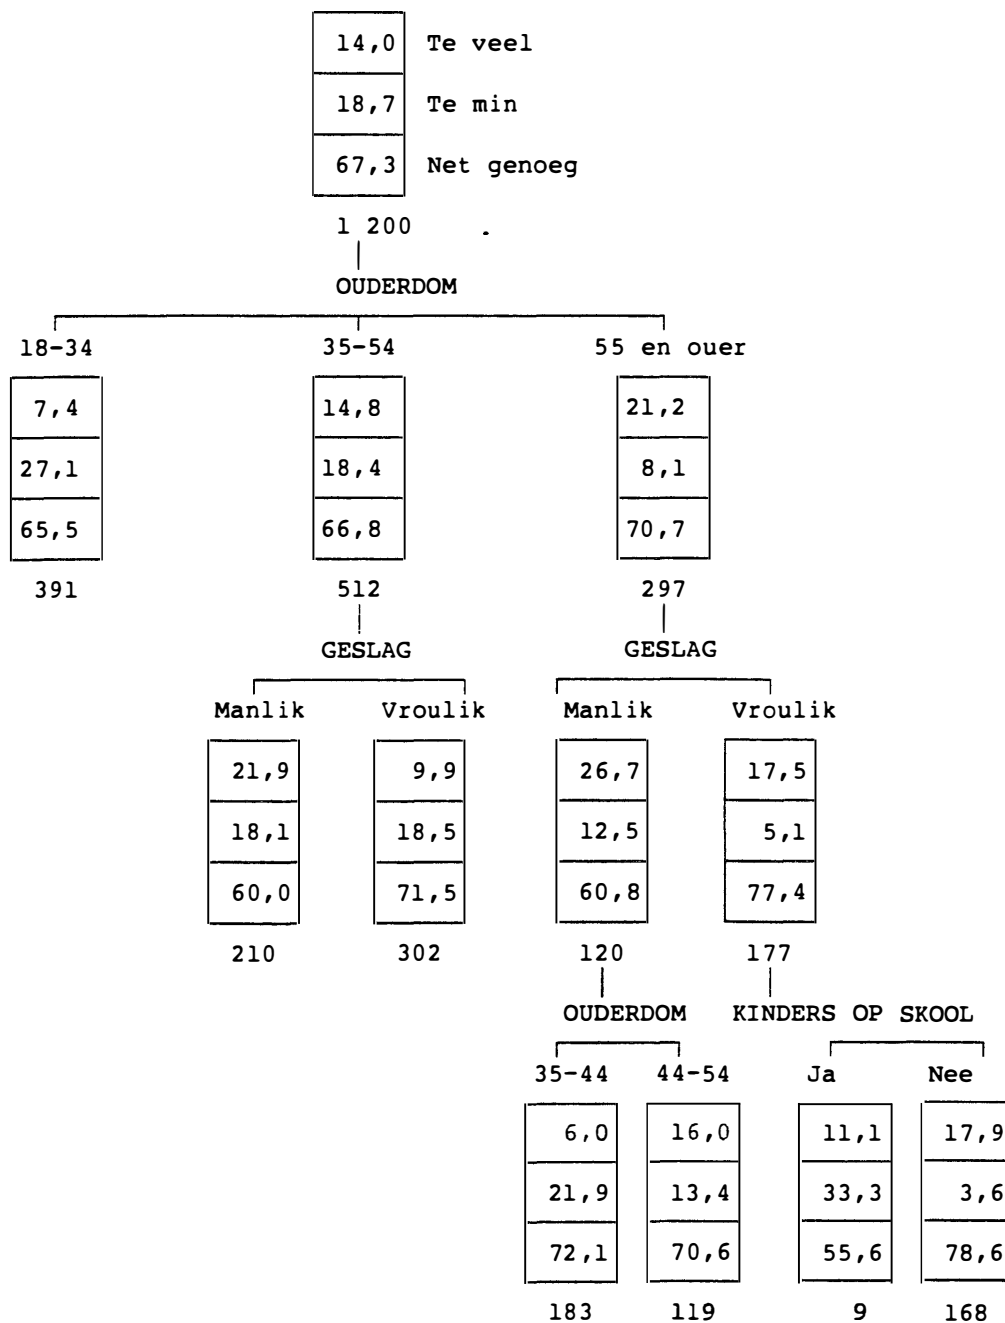 14,0 Te veel
18,7 Te min
67,3 Net genoeg
1 200
OUDERDOM
18-34 35-54 55 en ouer
7,4 14,8 21,2
27,1 18,4 8,1
65,5 66,8 70,7
391 512 297
GESLAG GESLAG
Manlik Vroulik Manlik Vroulik
21,9 9,9 26,7 17,5
18,1 18,5 12,5 5,1
60,0 71,5 60,8 77,4
210 302 120 177
OUDERDOM KINDERS OP SKOOL
35-44 44-54 Ja Nee
6,0 16,0 11,1 17,9
21,9 13,4 33,3 3,6
72,1 70,6 55,6 78,6
183 119 9 168